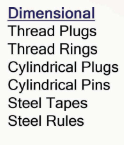 Dimensional
Thread Plugs
Thread Rings
Cylindrical Plugs
Cylindrical Pins
Steel Tapes
Steel Rules